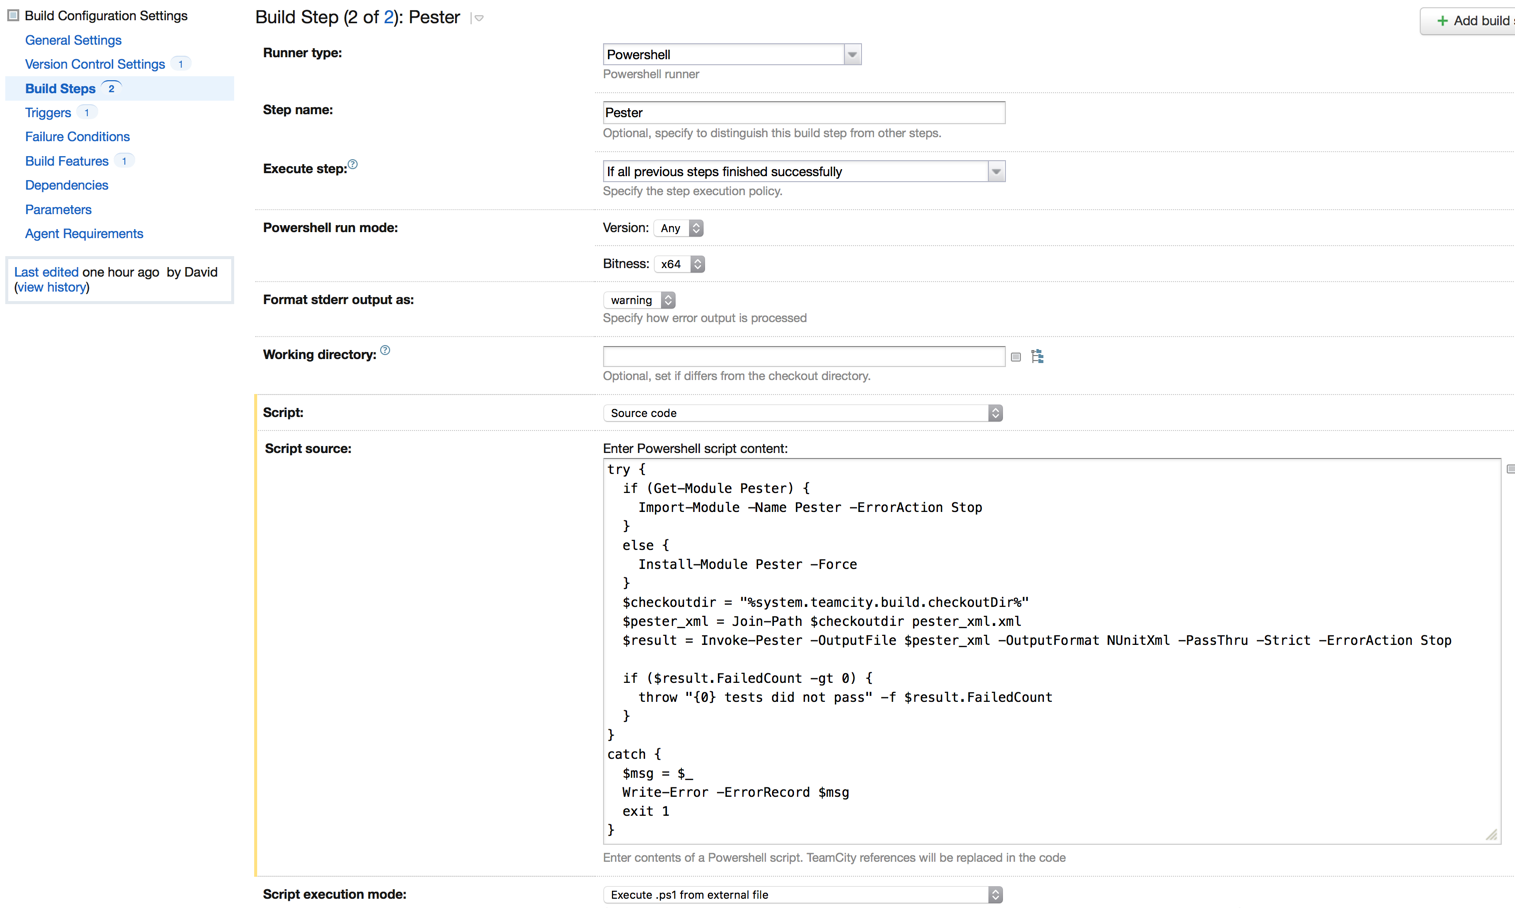 Build Configuration Settings
General Settings
Version Control Settings 1
Build Steps 2
Triggers 1
Failure Conditions
Build Features 1
Dependencies
Parameters
Agent Requirements
Last edited one hour ago by David
(view history)
Build Step (2 of 2): Pester
+ Add build
Runner type:
Powershell
Powershell runner
Step name:
Pester
Optional, specify to distinguish this build step from other steps.
Execute step:
If all previous steps finished successfully
Specify the step execution policy.
Powershell run mode:
Version: Any
Bitness: x64
Format stderr output as:
warning
Specify how error output is processed
Working directory:
Optional, set if differs from the checkout directory.
Script:
Source code
Script source:
Enter Powershell script content:
try {
  if (Get-Module Pester) {
    Import-Module -Name Pester -ErrorAction Stop
  }
  else {
    Install-Module Pester -Force
  }
  $checkoutdir = "%system.teamcity.build.checkoutDir%"
  $pester_xml = Join-Path $checkoutdir pester_xml.xml
  $result = Invoke-Pester -OutputFile $pester_xml -OutputFormat NUnitXml -PassThru -Strict -ErrorAction Stop
  if ($result.FailedCount -gt 0) {
    throw "{0} tests did not pass" -f $result.FailedCount
  }
}
catch {
  $msg = $_
  Write-Error -ErrorRecord $msg
  exit 1
}
Enter contents of a Powershell script. TeamCity references will be replaced in the code
Script execution mode:
Execute .ps1 from external file